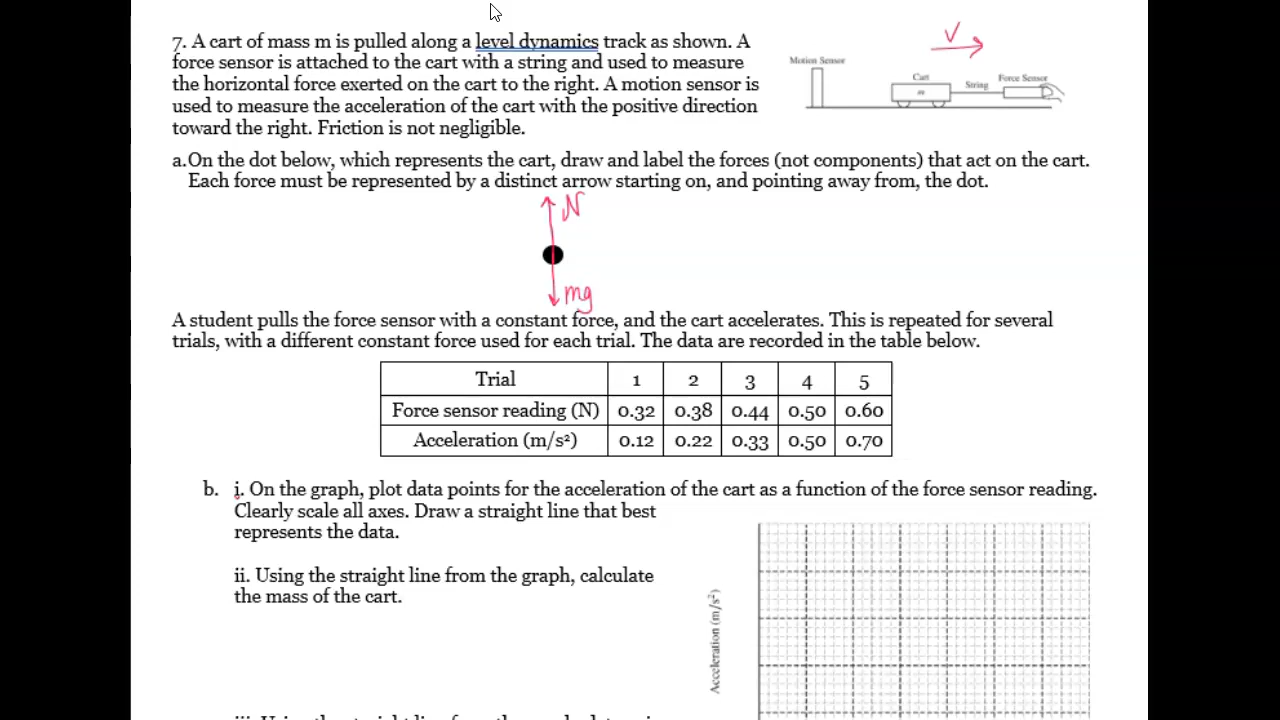 V
7. A cart of mass m is pulled along a level dynamics track as shown. A
force sensor is attached to the cart with a string and used to measure
the horizontal force exerted on the cart to the right. A motion sensor is
used to measure the acceleration of the cart with the positive direction
toward the right. Friction is not negligible.
Motion Sensor
Cart
m
String
Force Sensor
a. On the dot below, which represents the cart, draw and label the forces (not components) that act on the cart.
Each force must be represented by a distinct arrow starting on, and pointing away from, the dot.
N
mg
A student pulls the force sensor with a constant force, and the cart accelerates. This is repeated for several
trials, with a different constant force used for each trial. The data are recorded in the table below.
Trial 1 2 3 4 5
Force sensor reading (N) 0.32 0.38 0.44 0.50 0.60
Acceleration (m/s²) 0.12 0.22 0.33 0.50 0.70
b. i. On the graph, plot data points for the acceleration of the cart as a function of the force sensor reading.
Clearly scale all axes. Draw a straight line that best
represents the data.
ii. Using the straight line from the graph, calculate
the mass of the cart.
Acceleration (m/s²)